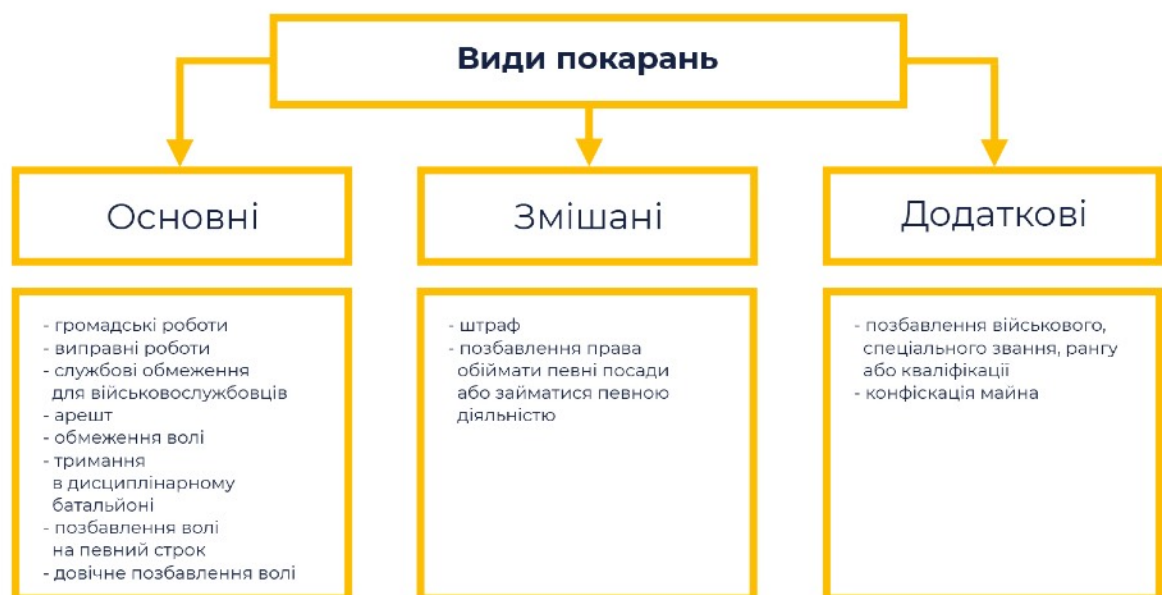 Види покарань
Основні
Змішані
Додаткові
- громадські роботи
- виправні роботи
- службові обмеження
для військовослужбовців
- арешт
- обмеження волі
- тримання
в дисциплінарному
батальйоні
- позбавлення волі
на певний строк
- довічне позбавлення волі
- штраф
- позбавлення права
обіймати певні посади
або займатися певною
діяльністю
- позбавлення військового,
спеціального звання, рангу
або кваліфікації
- конфіскація майна